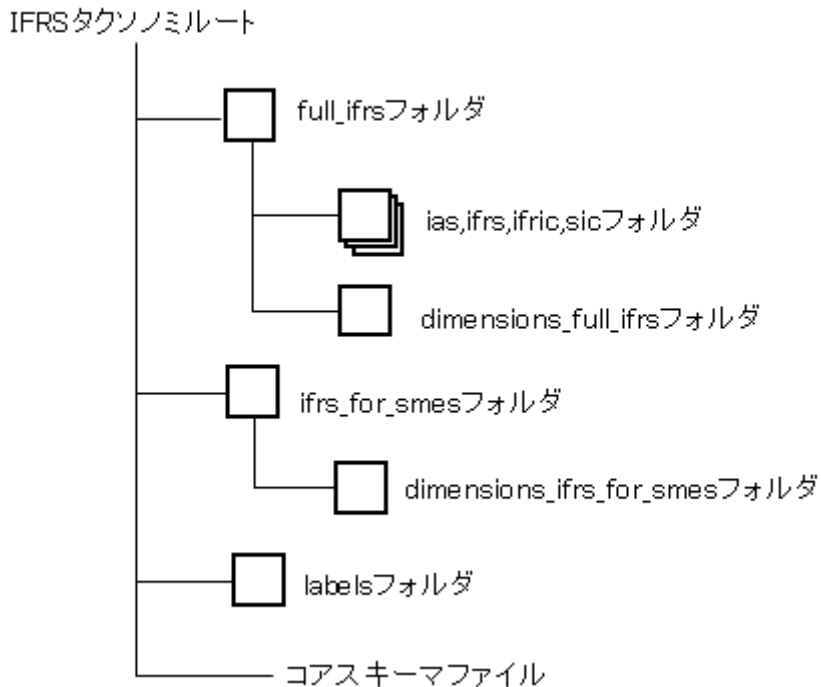 IFRSタクソノミルート
full_ifrsフォルダ
ias,ifrs,ifric,sicフォルダ
dimensions_full_ifrsフォルダ
ifrs_for_smesフォルダ
dimensions_ifrs_for_smesフォルダ
labelsフォルダ
コアスキーマファイル